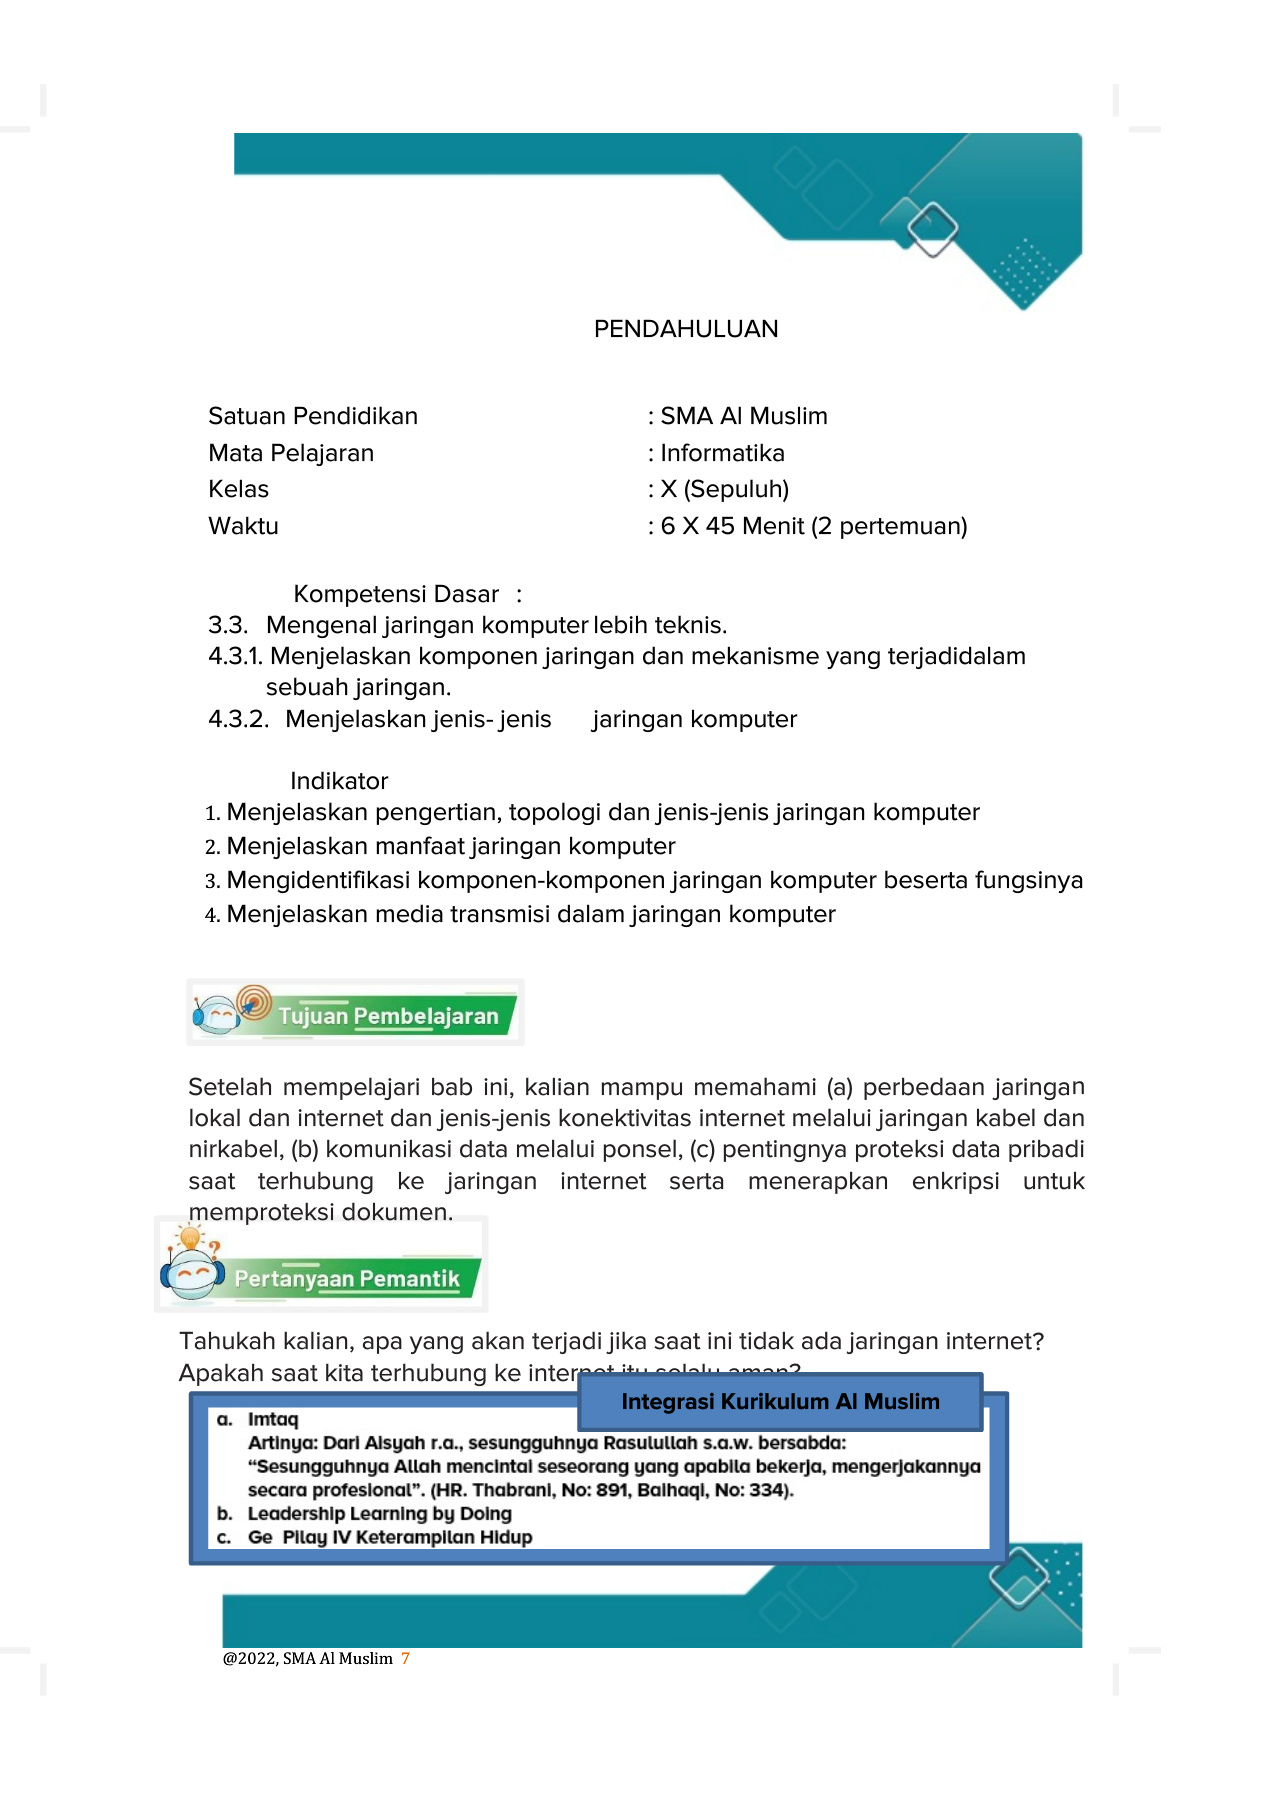 PENDAHULUAN
Satuan Pendidikan : SMA Al Muslim
Mata Pelajaran : Informatika
Kelas : X (Sepuluh)
Waktu : 6 X 45 Menit (2 pertemuan)
Kompetensi Dasar :
3.3. Mengenal jaringan komputer lebih teknis.
4.3.1. Menjelaskan komponen jaringan dan mekanisme yang terjadidalam
sebuah jaringan.
4.3.2. Menjelaskan jenis- jenis jaringan komputer
Indikator
1. Menjelaskan pengertian, topologi dan jenis-jenis jaringan komputer
2. Menjelaskan manfaat jaringan komputer
3. Mengidentifikasi komponen-komponen jaringan komputer beserta fungsinya
4. Menjelaskan media transmisi dalam jaringan komputer
Tujuan Pembelajaran
Setelah mempelajari bab ini, kalian mampu memahami (a) perbedaan jaringan
lokal dan internet dan jenis-jenis konektivitas internet melalui jaringan kabel dan
nirkabel, (b) komunikasi data melalui ponsel, (c) pentingnya proteksi data pribadi
saat terhubung ke jaringan internet serta menerapkan enkripsi untuk
memproteksi dokumen.
Pertanyaan Pemantik
Tahukah kalian, apa yang akan terjadi jika saat ini tidak ada jaringan internet?
Apakah saat kita terhubung ke internet itu selalu aman?
Integrasi Kurikulum Al Muslim
a. Imtaq
Artinya: Dari Aisyah r.a., sesungguhnya Rasulullah s.a.w. bersabda:
“Sesungguhnya Allah mencintai seseorang yang apabila bekerja, mengerjakannya
secara profesional”. (HR. Thabrani, No: 891, Baihaqi, No: 334).
b. Leadership Learning by Doing
c. Ge Pilay IV Keterampilan Hidup
@2022, SMA Al Muslim 7